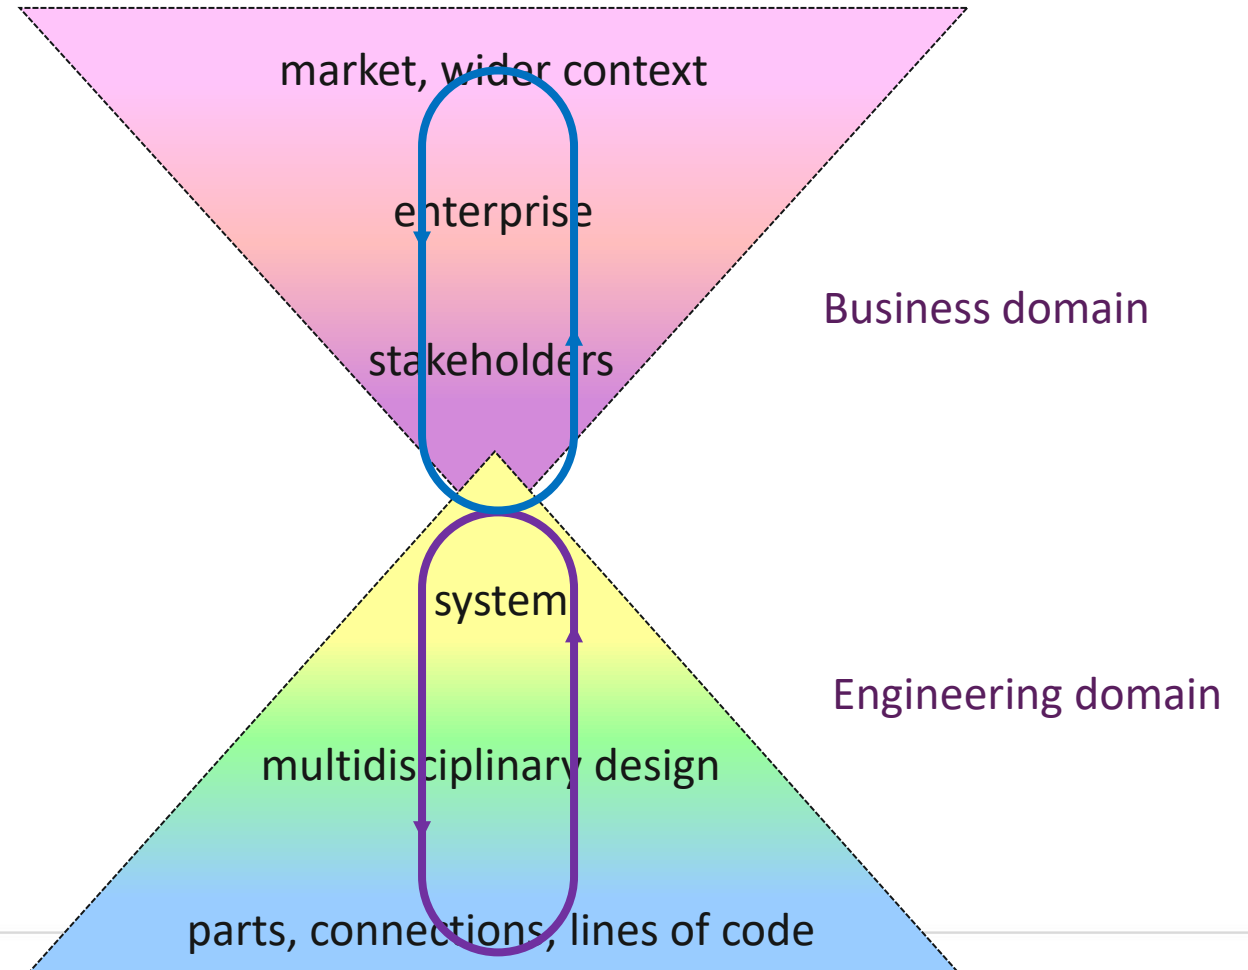 market, wider context
enterprise
Business domain
stakeholders
system
Engineering domain
multidisciplinary design
parts, connections, lines of code